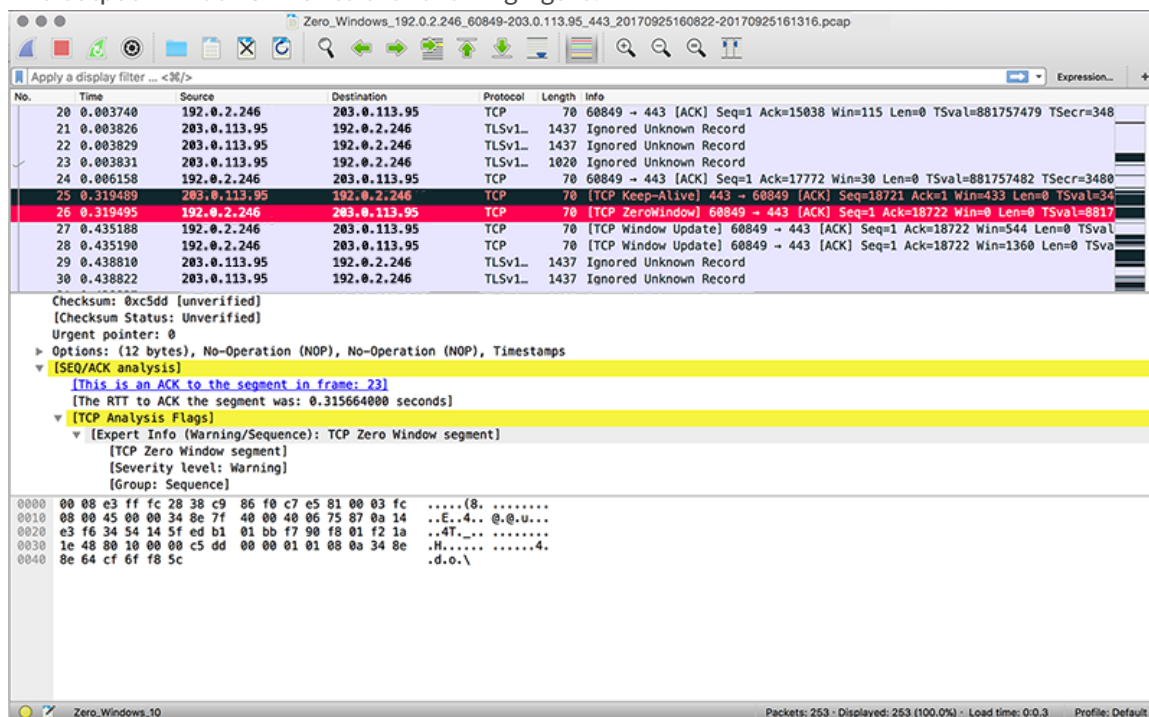 Zero_Windows_192.0.2.246_60849-203.0.113.95_443_20170925160822-20170925161316.pcap
Apply a display filter ... <⌘/>
Expression... +
No. Time Source Destination Protocol Length Info
20 0.003740 192.0.2.246 203.0.113.95 TCP 70 60849 → 443 [ACK] Seq=1 Ack=15038 Win=115 Len=0 TSval=881757479 TSecr=348
21 0.003826 203.0.113.95 192.0.2.246 TLSv1… 1437 Ignored Unknown Record
22 0.003829 203.0.113.95 192.0.2.246 TLSv1… 1437 Ignored Unknown Record
23 0.003831 203.0.113.95 192.0.2.246 TLSv1… 1020 Ignored Unknown Record
24 0.006158 192.0.2.246 203.0.113.95 TCP 70 60849 → 443 [ACK] Seq=1 Ack=17772 Win=30 Len=0 TSval=881757482 TSecr=3480
25 0.319489 203.0.113.95 192.0.2.246 TCP 70 [TCP Keep-Alive] 443 → 60849 [ACK] Seq=18721 Ack=1 Win=433 Len=0 TSval=34
26 0.319495 192.0.2.246 203.0.113.95 TCP 70 [TCP ZeroWindow] 60849 → 443 [ACK] Seq=1 Ack=18722 Win=0 Len=0 TSval=8817
27 0.435188 192.0.2.246 203.0.113.95 TCP 70 [TCP Window Update] 60849 → 443 [ACK] Seq=1 Ack=18722 Win=544 Len=0 TSval
28 0.435190 192.0.2.246 203.0.113.95 TCP 70 [TCP Window Update] 60849 → 443 [ACK] Seq=1 Ack=18722 Win=1360 Len=0 TSva
29 0.438810 203.0.113.95 192.0.2.246 TLSv1… 1437 Ignored Unknown Record
30 0.438822 203.0.113.95 192.0.2.246 TLSv1… 1437 Ignored Unknown Record
Checksum: 0xc5dd [unverified]
[Checksum Status: Unverified]
Urgent pointer: 0
Options: (12 bytes), No-Operation (NOP), No-Operation (NOP), Timestamps
[SEQ/ACK analysis]
[This is an ACK to the segment in frame: 23]
[The RTT to ACK the segment was: 0.315664000 seconds]
[TCP Analysis Flags]
[Expert Info (Warning/Sequence): TCP Zero Window segment]
[TCP Zero Window segment]
[Severity level: Warning]
[Group: Sequence]
0000 00 08 e3 ff fc 28 38 c9 86 f0 c7 e5 81 00 03 fc .....(8. ........
0010 08 00 45 00 00 34 8e 7f 40 00 40 06 75 87 0a 14 ..E..4.. @.@.u...
0020 e3 f6 34 54 14 5f ed b1 01 bb f7 90 f8 01 f2 1a ..4T._.. ........
0030 1e 48 80 10 00 00 c5 dd 00 00 01 01 08 0a 34 8e .H...... ......4.
0040 8e 64 cf 6f f8 5c .d.o.\
Zero_Windows_10 Packets: 253 · Displayed: 253 (100.0%) · Load time: 0:0.3 Profile: Default